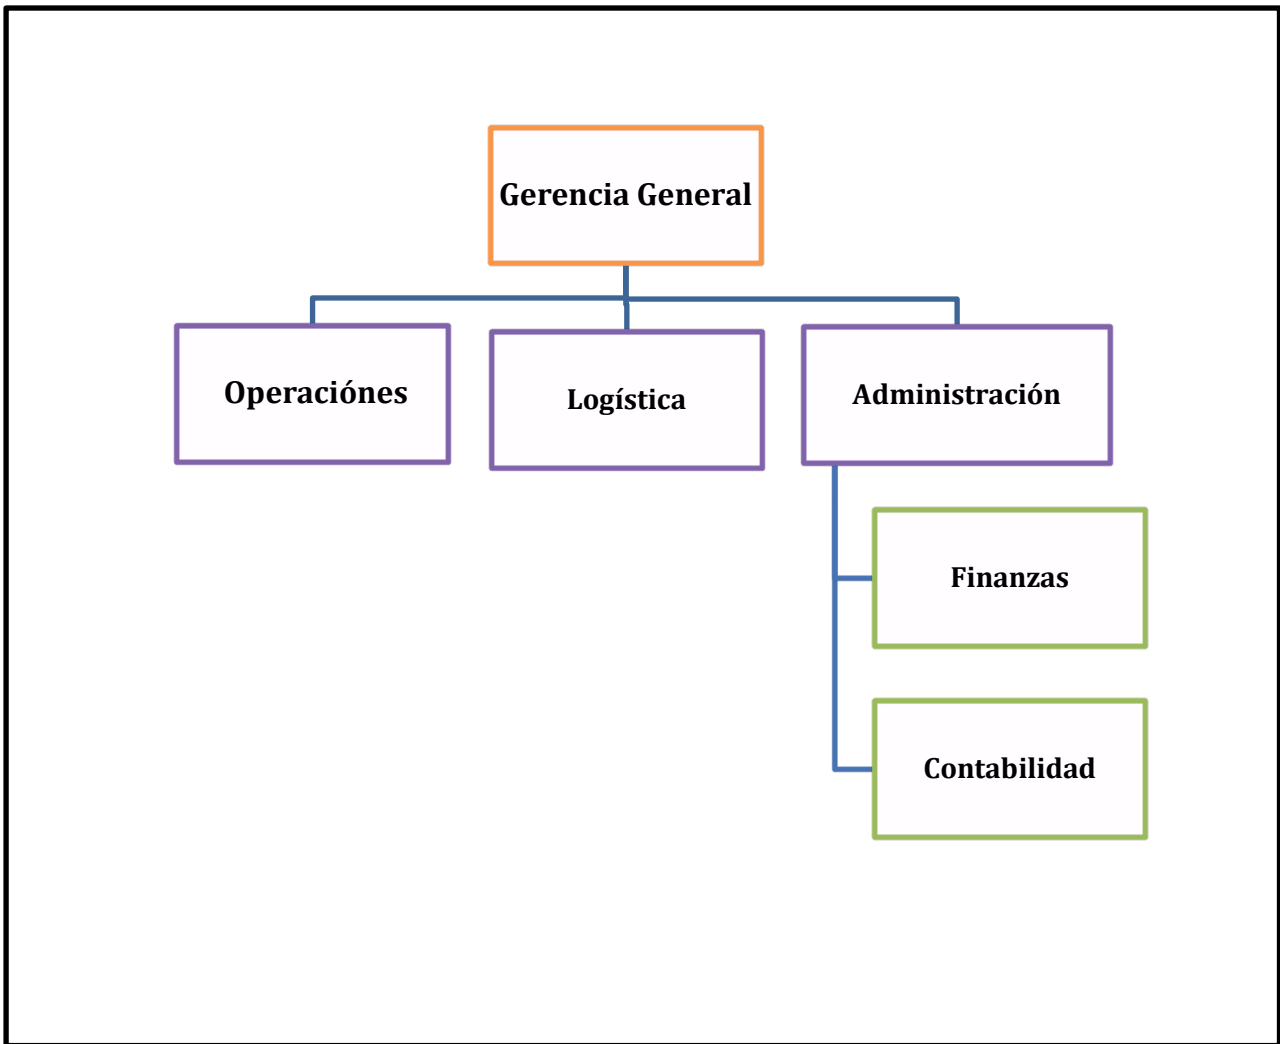 Gerencia General
Operaciónes
Logística
Administración
Finanzas
Contabilidad